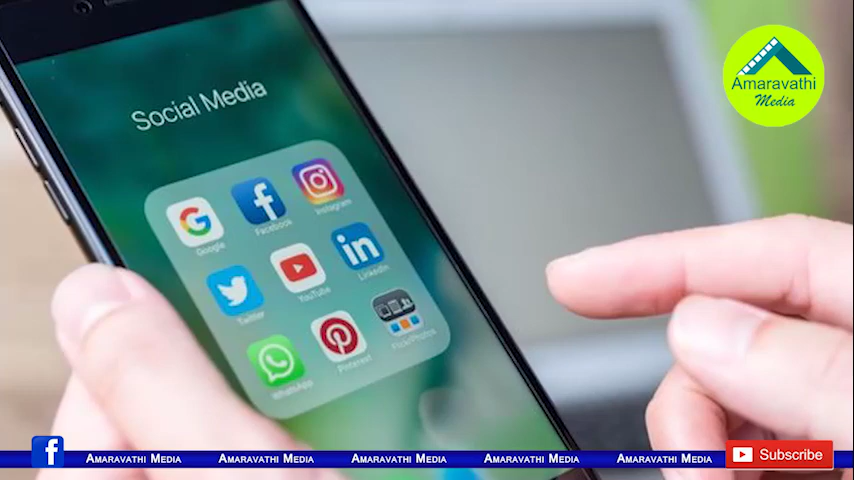 Social Media
Google
Facebook
Instagram
Twitter
YouTube
LinkedIn
WhatsApp
Pinterest
FlickrPhotos
Amaravathi
Media
AMARAVATHI MEDIA AMARAVATHI MEDIA AMARAVATHI MEDIA AMARAVATHI MEDIA AMARAVATHI MEDIA
Subscribe